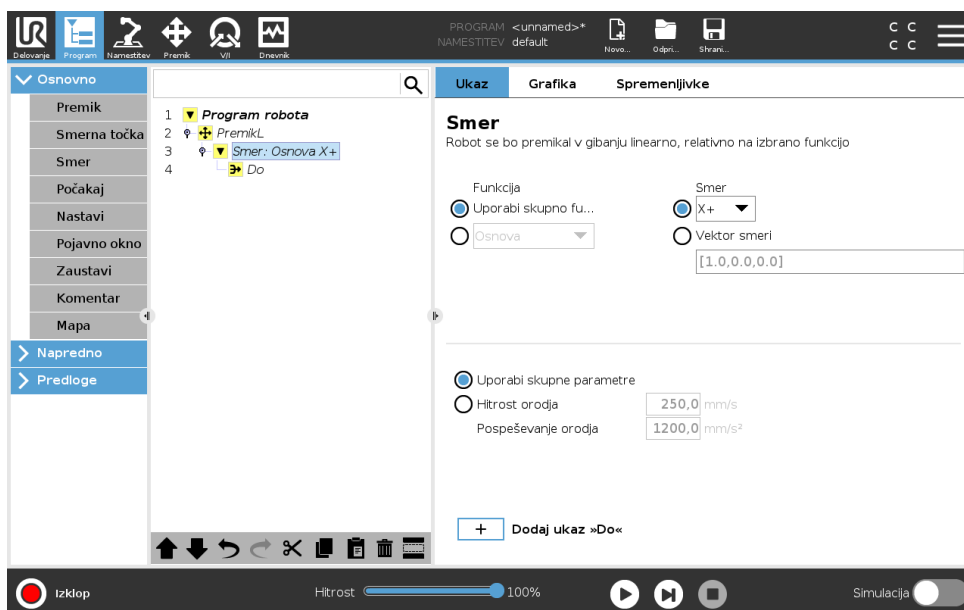 UR
Delovanje
Program
Namestitev
Premik
V/I
Dnevnik
PROGRAM <unnamed>*
NAMESTITEV default
Novo...
Odpri...
Shrani...
C C
C C
Osnovno
Premik
Smerna točka
Smer
Počakaj
Nastavi
Pojavno okno
Zaustavi
Komentar
Mapa
Napredno
Predloge
1 Program robota
2 PremikL
3 Smer: Osnova X+
4 Do
Ukaz Grafika Spremenljivke
Smer
Robot se bo premikal v gibanju linearno, relativno na izbrano funkcijo
Funkcija
Uporabi skupno fu...
Osnova
Smer
X+
Vektor smeri
[1.0,0.0,0.0]
Uporabi skupne parametre
Hitrost orodja 250,0 mm/s
Pospeševanje orodja 1200,0 mm/s²
+ Dodaj ukaz »Do«
Izklop
Hitrost 100%
Simulacija